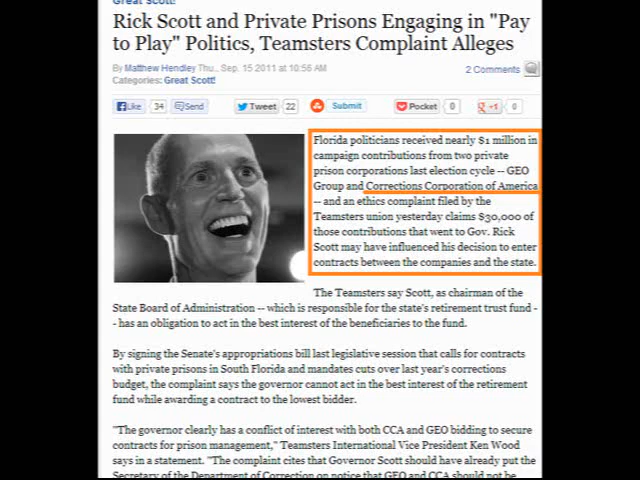 Great Scott!
Rick Scott and Private Prisons Engaging in "Pay
to Play" Politics, Teamsters Complaint Alleges
By Matthew Hendley Thu., Sep. 15 2011 at 10:56 AM
2 Comments
Categories: Great Scott!
Like 34 Send Tweet 22 Submit Pocket 0 +1 0
Florida politicians received nearly $1 million in
campaign contributions from two private
prison corporations last election cycle -- GEO
Group and Corrections Corporation of America
-- and an ethics complaint filed by the
Teamsters union yesterday claims $30,000 of
those contributions that went to Gov. Rick
Scott may have influenced his decision to enter
contracts between the companies and the state.
The Teamsters say Scott, as chairman of the
State Board of Administration -- which is responsible for the state's retirement trust fund -
- has an obligation to act in the best interest of the beneficiaries to the fund.
By signing the Senate's appropriations bill last legislative session that calls for contracts
with private prisons in South Florida and mandates cuts over last year's corrections
budget, the complaint says the governor cannot act in the best interest of the retirement
fund while awarding a contract to the lowest bidder.
"The governor clearly has a conflict of interest with both CCA and GEO bidding to secure
contracts for prison management," Teamsters International Vice President Ken Wood
says in a statement. "The complaint cites that Governor Scott should have already put the
Secretary of the Department of Correction on notice that GEO and CCA should not be